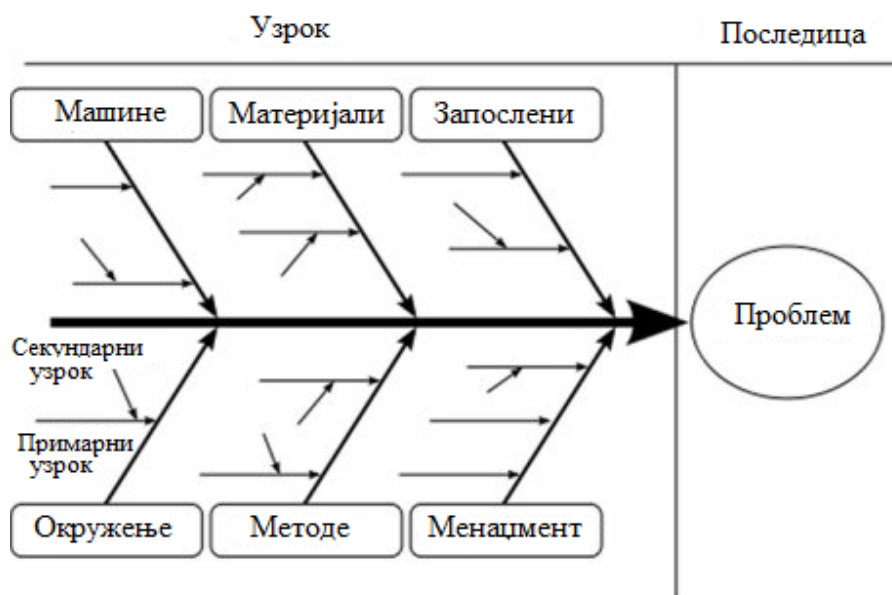 Узрок
Последица
Машине
Материјали
Запослени
Проблем
Секундарни
узрок
Примарни
узрок
Окружење
Методе
Менаџмент